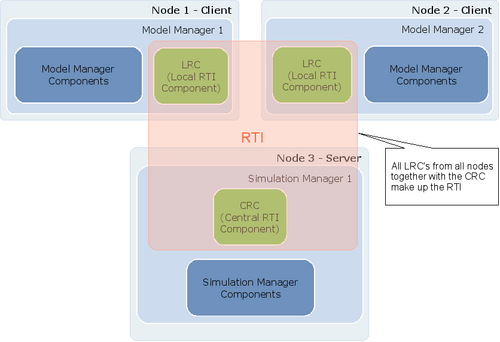 Node 1 - Client
Model Manager 1
Model Manager
Components
LRC
(Local RTI
Component)
Node 2 - Client
Model Manager 2
LRC
(Local RTI
Component)
Model Manager
Components
RTI
Node 3 - Server
Simulation Manager 1
CRC
(Central RTI
Component)
Simulation Manager
Components
All LRC's from all nodes
together with the CRC
make up the RTI